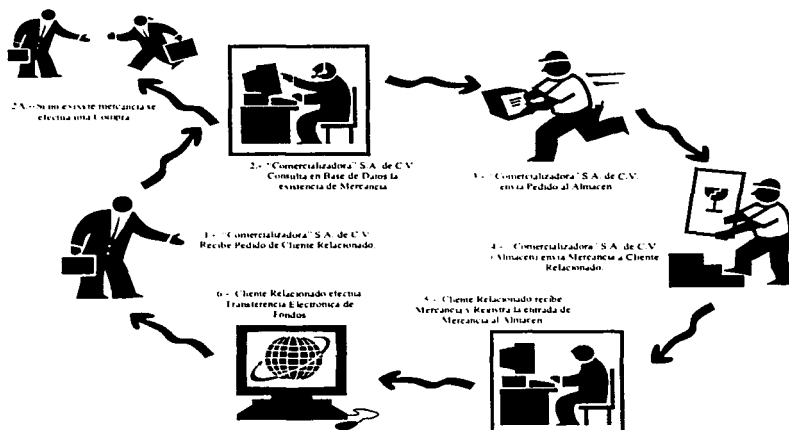 2A.- Si no existe mercancia se
efectua una Compra
2.- "Comercializadora" S.A. de C.V.
Consulta en Base de Datos la
existencia de Mercancia
3.- "Comercializadora" S.A. de C.V.
envia Pedido al Almacen
1.- "Comercializadora" S.A. de C.V.
Recibe Pedido de Cliente Relacionado.
4.- "Comercializadora" S.A. de C.V.
(Almacen) envia Mercancia a Cliente
Relacionado.
6.- Cliente Relacionado efectua
Transferencia Electronica de
Fondos
5.- Cliente Relacionado recibe
Mercancia y Registra la entrada de
Mercancia al Almacen